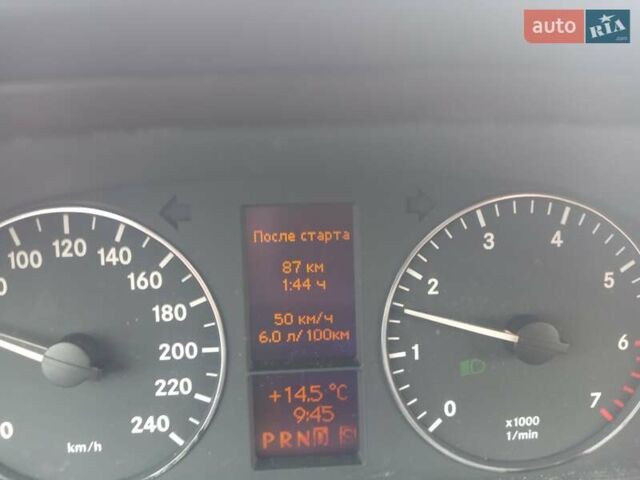 auto RIA
.com
После старта
87 км
1:44 ч
50 км/ч
6.0 л/100км
+14.5 °C
9:45
P R N D S
100 120 140 160 180 200 220 240
km/h
0 1 2 3 4 5 6 7
x1000
1/min